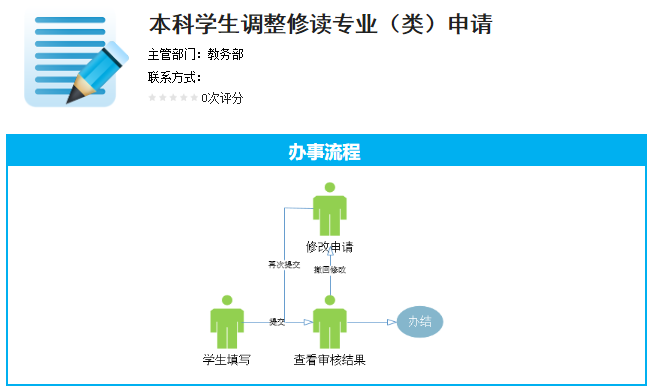 本科学生调整修读专业（类）申请
主管部门：教务部
联系方式：
0次评分
办事流程
修改申请
再次提交
撤回修改
提交
办结
学生填写
查看审核结果